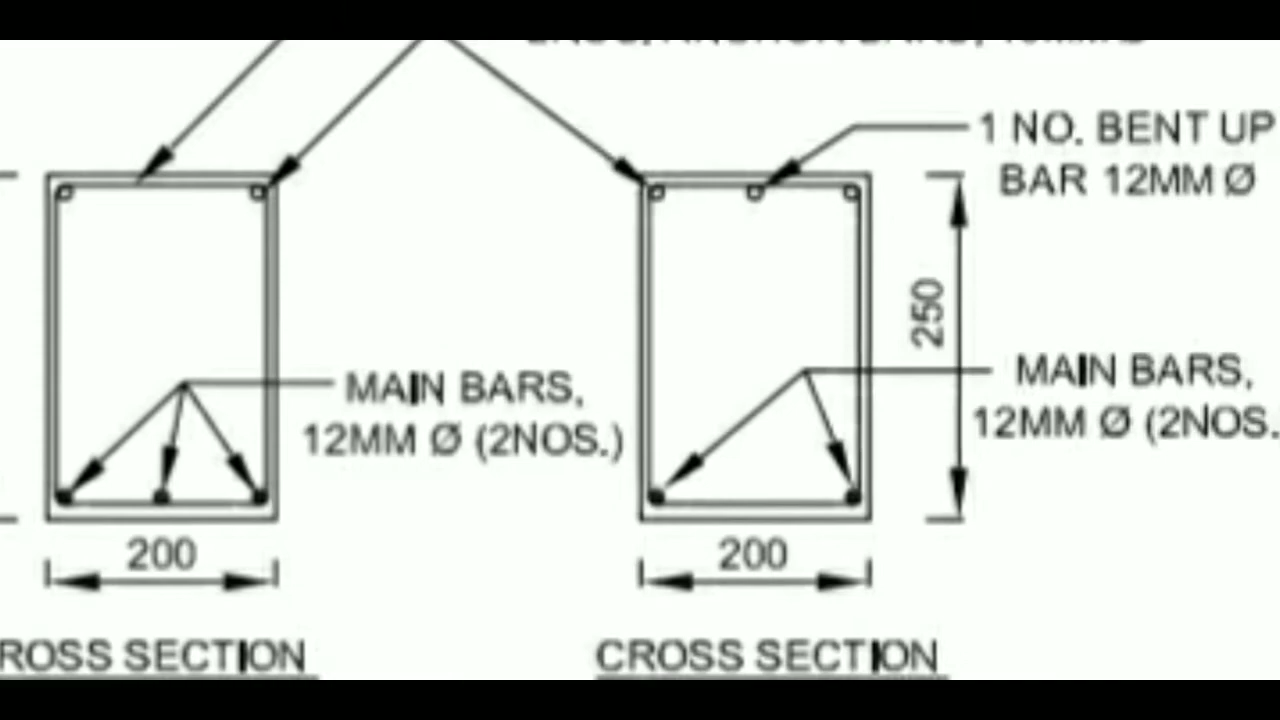 1 NO. BENT UP
BAR 12MM Ø
250
MAIN BARS,
12MM Ø (2NOS.)
MAIN BARS,
12MM Ø (2NOS.
200
200
ROSS SECTION
CROSS SECTION